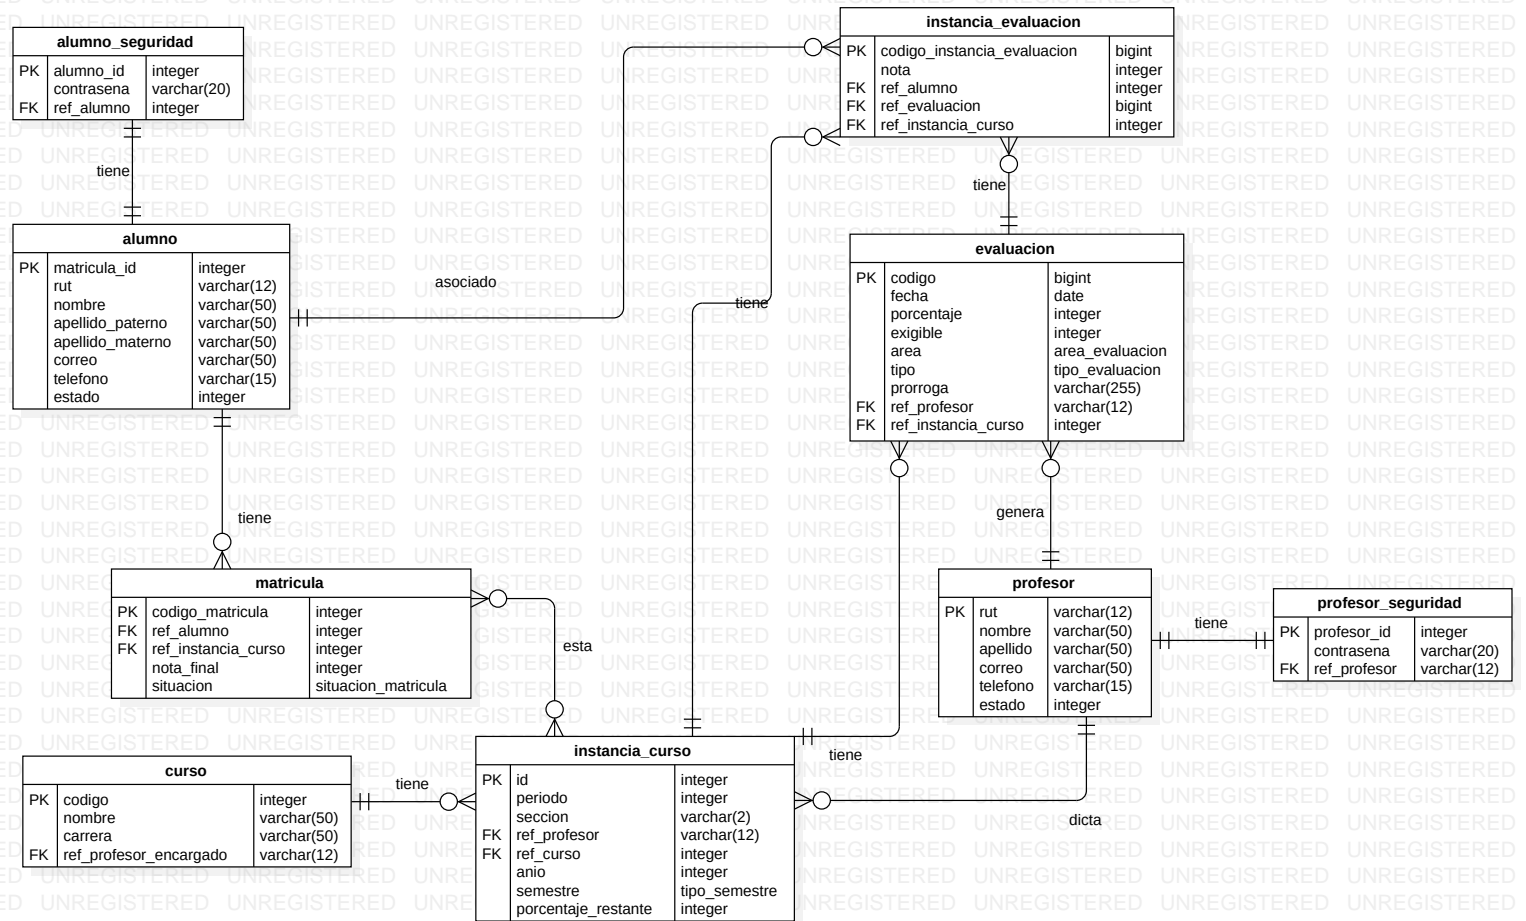 alumno_seguridad
PK alumno_id integer
contrasena varchar(20)
FK ref_alumno integer
tiene
alumno
PK matricula_id integer
rut varchar(12)
nombre varchar(50)
apellido_paterno varchar(50)
apellido_materno varchar(50)
correo varchar(50)
telefono varchar(15)
estado integer
asociado
tiene
tiene
instancia_evaluacion
PK codigo_instancia_evaluacion bigint
nota integer
FK ref_alumno integer
FK ref_evaluacion bigint
FK ref_instancia_curso integer
tiene
evaluacion
PK codigo bigint
fecha date
porcentaje integer
exigible integer
area area_evaluacion
tipo tipo_evaluacion
prorroga varchar(255)
FK ref_profesor varchar(12)
FK ref_instancia_curso integer
genera
matricula
PK codigo_matricula integer
FK ref_alumno integer
FK ref_instancia_curso integer
nota_final integer
situacion situacion_matricula
esta
profesor
PK rut varchar(12)
nombre varchar(50)
apellido varchar(50)
correo varchar(50)
telefono varchar(15)
estado integer
tiene
profesor_seguridad
PK profesor_id integer
contrasena varchar(20)
FK ref_profesor varchar(12)
curso
PK codigo integer
nombre varchar(50)
carrera varchar(50)
FK ref_profesor_encargado varchar(12)
tiene
instancia_curso
PK id integer
periodo integer
seccion varchar(2)
FK ref_profesor varchar(12)
FK ref_curso integer
anio integer
semestre tipo_semestre
porcentaje_restante integer
tiene
dicta
UNREGISTERED